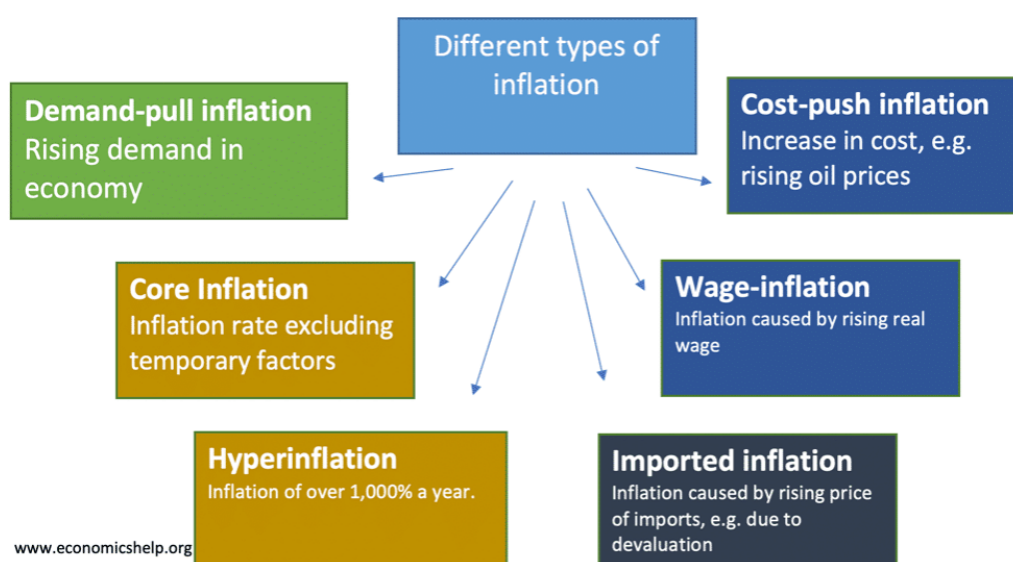 Different types of
inflation
Demand-pull inflation
Rising demand in
economy
Cost-push inflation
Increase in cost, e.g.
rising oil prices
Core Inflation
Inflation rate excluding
temporary factors
Wage-inflation
Inflation caused by rising real
wage
Hyperinflation
Inflation of over 1,000% a year.
Imported inflation
Inflation caused by rising price
of imports, e.g. due to
devaluation
www.economicshelp.org